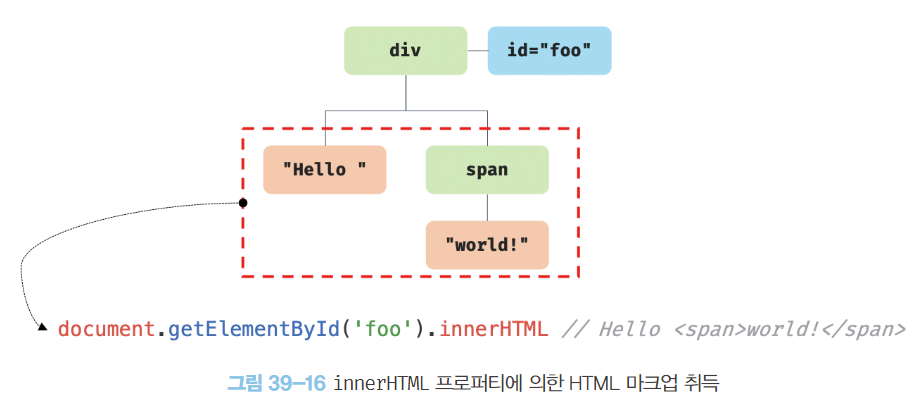 div
id="foo"
"Hello "
span
"world!"
document.getElementById('foo').innerHTML // Hello <span>world!</span>
그림 39-16 innerHTML 프로퍼티에 의한 HTML 마크업 취득